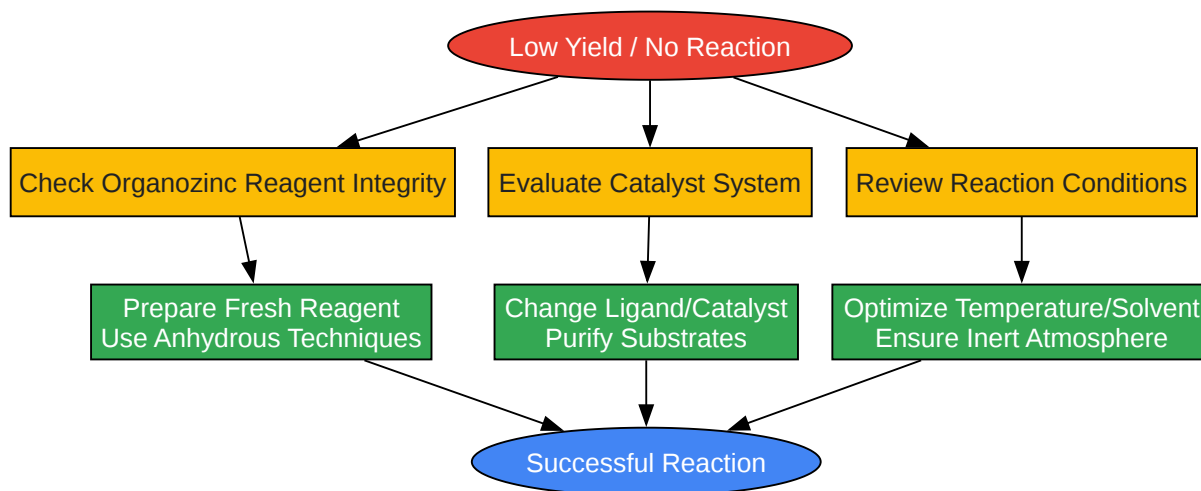 Low Yield / No Reaction
Check Organozinc Reagent Integrity
Evaluate Catalyst System
Review Reaction Conditions
Prepare Fresh Reagent
Use Anhydrous Techniques
Change Ligand/Catalyst
Purify Substrates
Optimize Temperature/Solvent
Ensure Inert Atmosphere
Successful Reaction